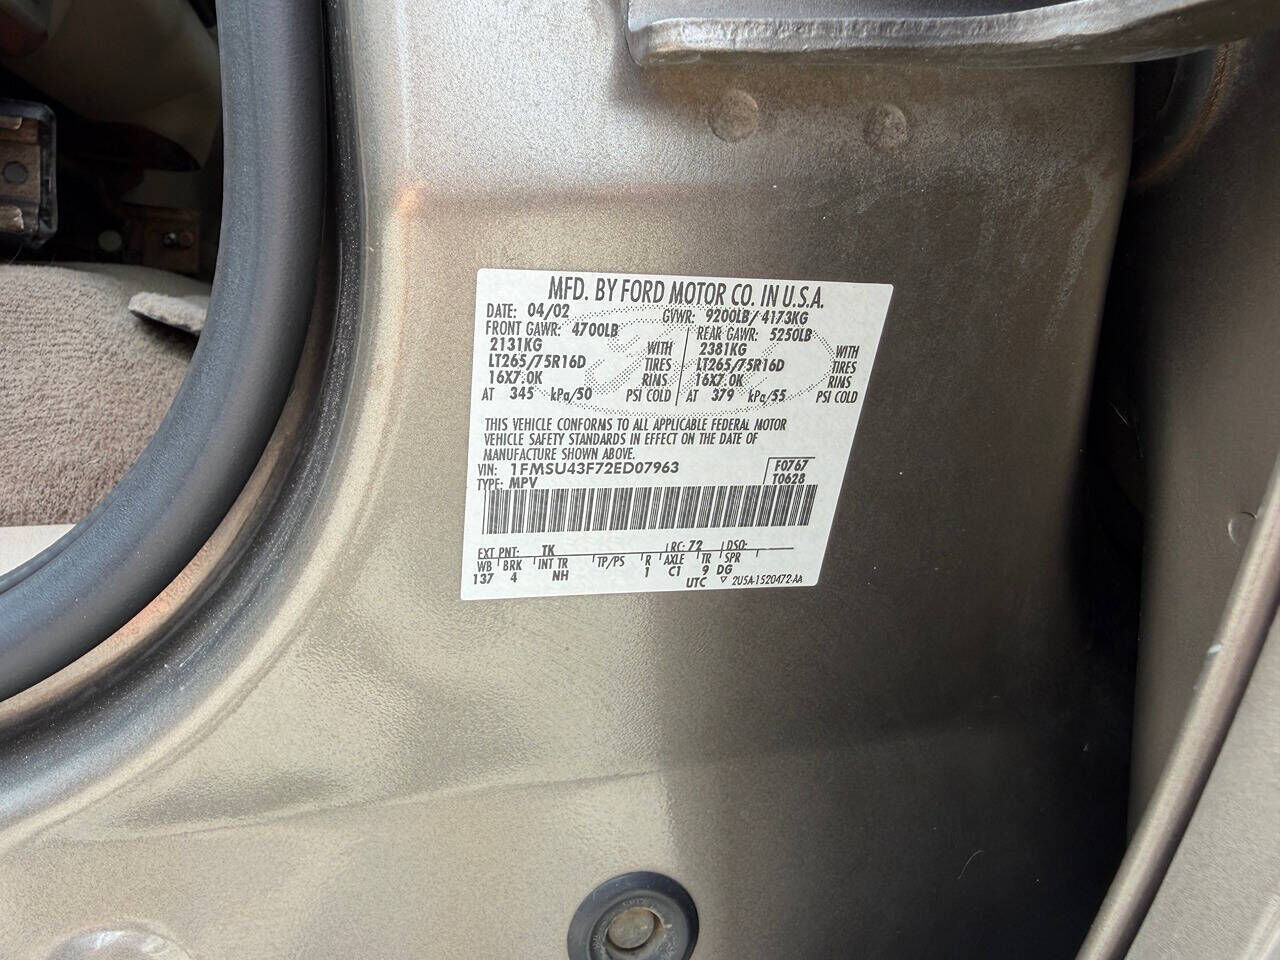 MFD. BY FORD MOTOR CO. IN U.S.A.
DATE: 04/02 GVWR: 9200LB/4173KG
FRONT GAWR: 4700LB REAR GAWR: 5250LB
2131KG WITH 2381KG WITH
LT265/75R16D TIRES LT265/75R16D TIRES
16X7.0K RIMS 16X7.0K RIMS
AT 345 kPa/50 PSI COLD AT 379 kPa/55 PSI COLD
THIS VEHICLE CONFORMS TO ALL APPLICABLE FEDERAL MOTOR
VEHICLE SAFETY STANDARDS IN EFFECT ON THE DATE OF
MANUFACTURE SHOWN ABOVE.
VIN: 1FMSU43F72ED07963 F0767
TYPE: MPV T0628
EXT PNT: TK RC: 72 DSO:
WB BRK INT TR TP/PS R AXLE TR SPR
137 4 NH 1 C1 9 DG
UTC ▽ 2U5A-1520472-AA